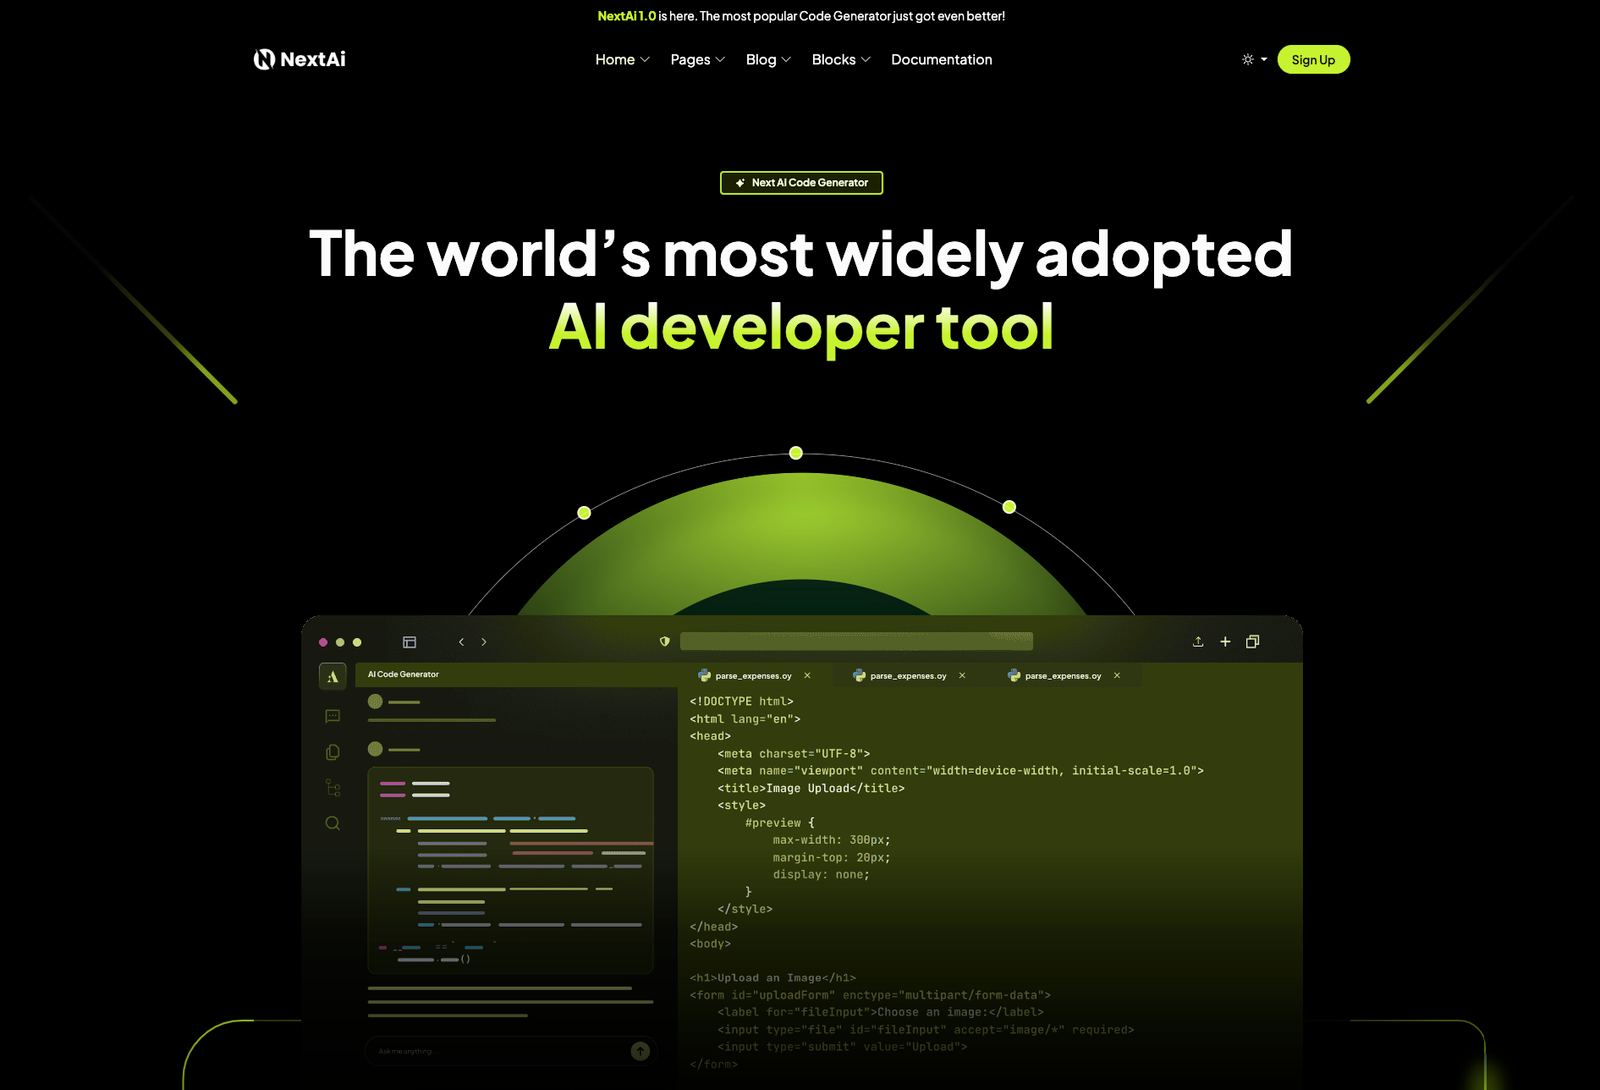 NextAi 1.0 is here. The most popular Code Generator just got even better!
NextAi
Home
Pages
Blog
Blocks
Documentation
Sign Up
Next AI Code Generator
The world’s most widely adopted
AI developer tool
AI Code Generator
parse_expenses.oy
parse_expenses.oy
parse_expenses.oy
<!DOCTYPE html>
<html lang="en">
<head>
<meta charset="UTF-8">
<meta name="viewport" content="width=device-width, initial-scale=1.0">
<title>Image Upload</title>
<style>
#preview {
max-width: 300px;
margin-top: 20px;
display: none;
}
</style>
</head>
<body>
<h1>Upload an Image</h1>
<form id="uploadForm" enctype="multipart/form-data">
<label for="fileInput">Choose an image:</label>
<input type="file" id="fileInput" accept="image/*" required>
<input type="submit" value="Upload">
</form>
== 
()
Ask me anything...